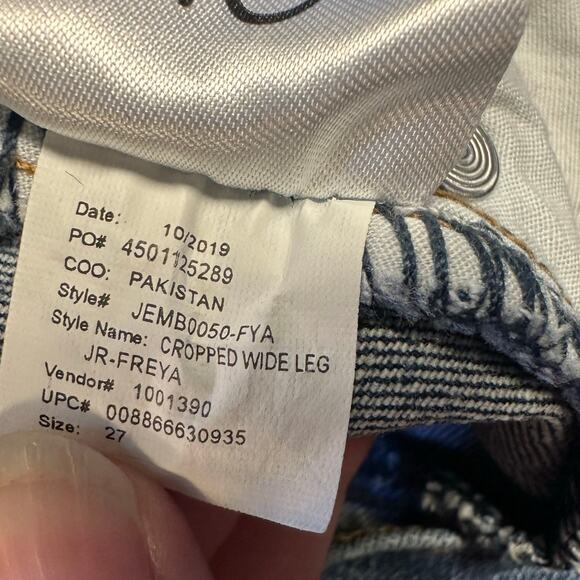 Date: 10/2019
PO# 4501125289
COO: PAKISTAN
Style# JEMB0050-FYA
Style Name: CROPPED WIDE LEG
JR-FREYA
Vendor# 1001390
UPC# 008866630935
Size: 27